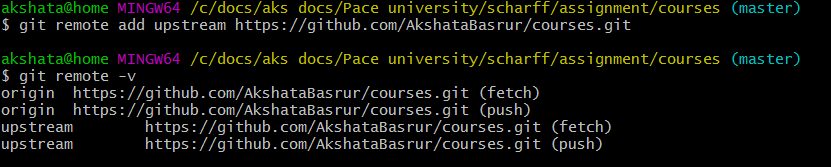 akshata@home MINGW64 /c/docs/aks docs/Pace university/scharff/assignment/courses (master)
$ git remote add upstream https://github.com/AkshataBasrur/courses.git
akshata@home MINGW64 /c/docs/aks docs/Pace university/scharff/assignment/courses (master)
$ git remote -v
origin  https://github.com/AkshataBasrur/courses.git (fetch)
origin  https://github.com/AkshataBasrur/courses.git (push)
upstream        https://github.com/AkshataBasrur/courses.git (fetch)
upstream        https://github.com/AkshataBasrur/courses.git (push)